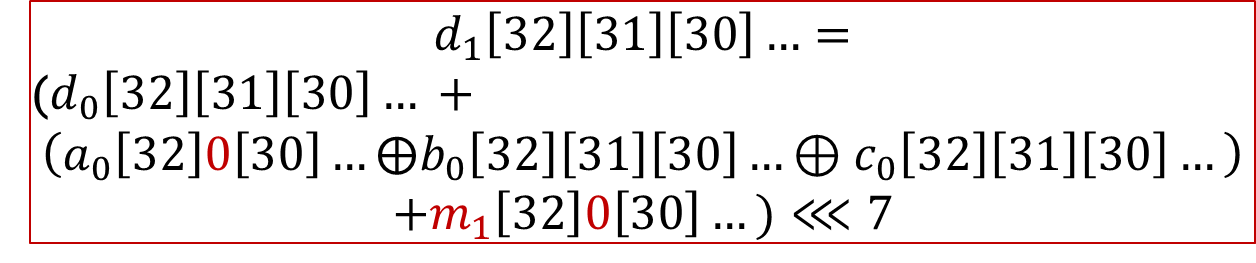 d₁[32][31][30] ... =
(d₀[32][31][30] ... +
(a₀[32]0[30] ... ⊕b₀[32][31][30] ... ⊕ c₀[32][31][30] ... )
+m₁[32]0[30] ... ) ⋘ 7